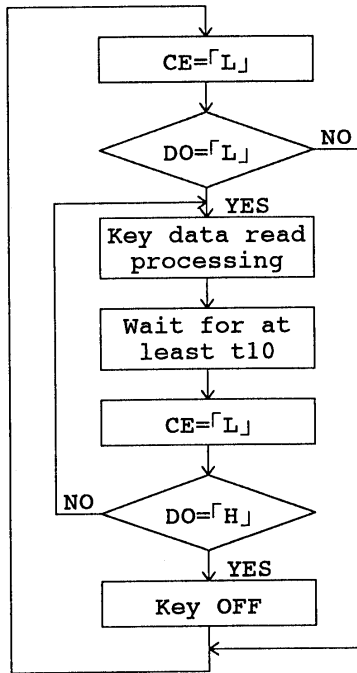 CE=「L」
DO=「L」
NO
YES
Key data read
processing
Wait for at
least t10
CE=「L」
NO
DO=「H」
YES
Key OFF